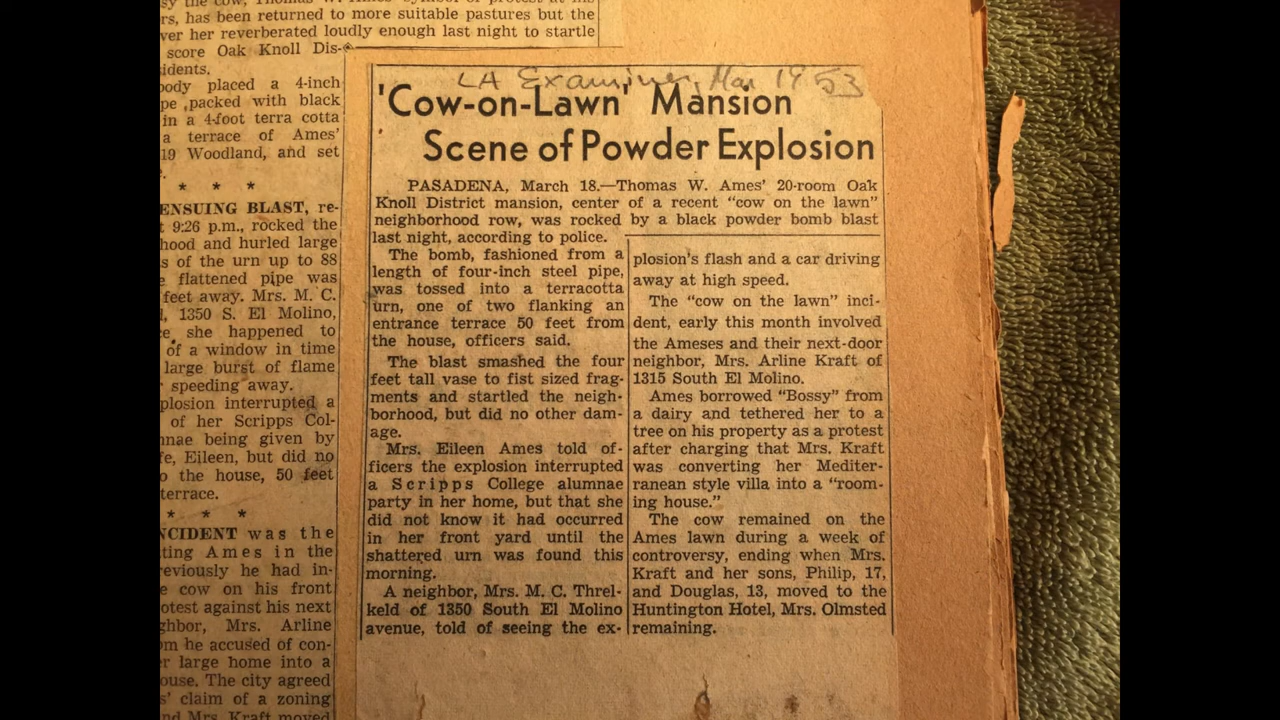 sy the cow, Thomas W. Ames' symbol of protest at his
rs, has been returned to more suitable pastures but the
ver her reverberated loudly enough last night to startle
score Oak Knoll Dis-
idents.
ody placed a 4-inch
pe, packed with black
in a 4-foot terra cotta
a terrace of Ames'
19 Woodland, and set
* * *
ENSUING BLAST, re-
t 9:26 p.m., rocked the
hood and hurled large
s of the urn up to 88
e flattened pipe was
feet away. Mrs. M. C.
l, 1350 S. El Molino,
e she happened to
of a window in time
large burst of flame
speeding away.
plosion interrupted a
of her Scripps Col-
nnae being given by
fe, Eileen, but did no
o the house, 50 feet
terrace.
* * *
NCIDENT was the
ting Ames in the
reviously he had in-
e cow on his front
otest against his next
ghbor, Mrs. Arline
om he accused of con-
er large home into a
ouse. The city agreed
s' claim of a zoning
nd Mrs. Kraft moved
LA Examiner, Mar 19 53
'Cow-on-Lawn' Mansion
Scene of Powder Explosion
PASADENA, March 18.—Thomas W. Ames' 20-room Oak
Knoll District mansion, center of a recent "cow on the lawn"
neighborhood row, was rocked by a black powder bomb blast
last night, according to police.
The bomb, fashioned from a
length of four-inch steel pipe,
was tossed into a terracotta
urn, one of two flanking an
entrance terrace 50 feet from
the house, officers said.
The blast smashed the four
feet tall vase to fist sized frag-
ments and startled the neigh-
borhood, but did no other dam-
age.
Mrs. Eileen Ames told of-
ficers the explosion interrupted
a Scripps College alumnae
party in her home, but that she
did not know it had occurred
in her front yard until the
shattered urn was found this
morning.
A neighbor, Mrs. M. C. Threl-
keld of 1350 South El Molino
avenue, told of seeing the ex-
plosion's flash and a car driving
away at high speed.
The "cow on the lawn" inci-
dent, early this month involved
the Ameses and their next-door
neighbor, Mrs. Arline Kraft of
1315 South El Molino.
Ames borrowed "Bossy" from
a dairy and tethered her to a
tree on his property as a protest
after charging that Mrs. Kraft
was converting her Mediter-
ranean style villa into a "room-
ing house."
The cow remained on the
Ames lawn during a week of
controversy, ending when Mrs.
Kraft and her sons, Philip, 17,
and Douglas, 13, moved to the
Huntington Hotel, Mrs. Olmsted
remaining.